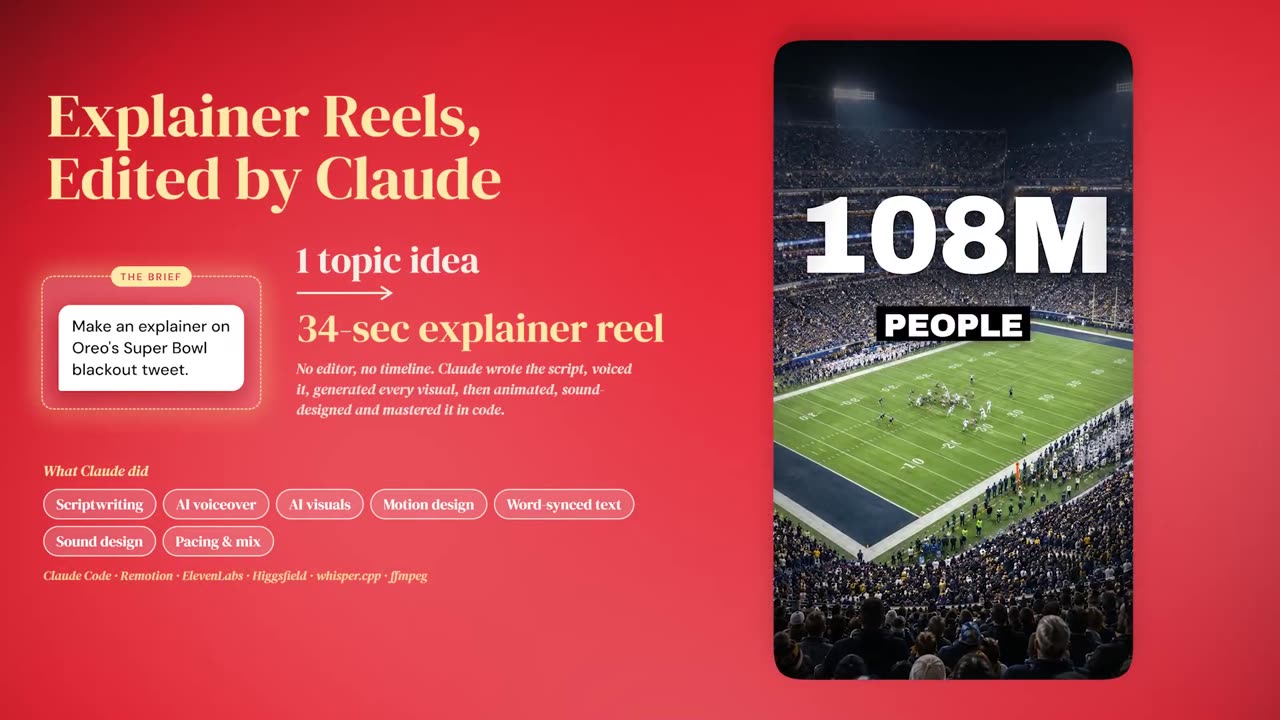 Explainer Reels,
Edited by Claude
THE BRIEF
Make an explainer on
Oreo's Super Bowl
blackout tweet.
1 topic idea
34-sec explainer reel
No editor, no timeline. Claude wrote the script, voiced
it, generated every visual, then animated, sound-
designed and mastered it in code.
What Claude did
Scriptwriting
AI voiceover
AI visuals
Motion design
Word-synced text
Sound design
Pacing & mix
Claude Code · Remotion · ElevenLabs · Higgsfield · whisper.cpp · ffmpeg
108M
PEOPLE